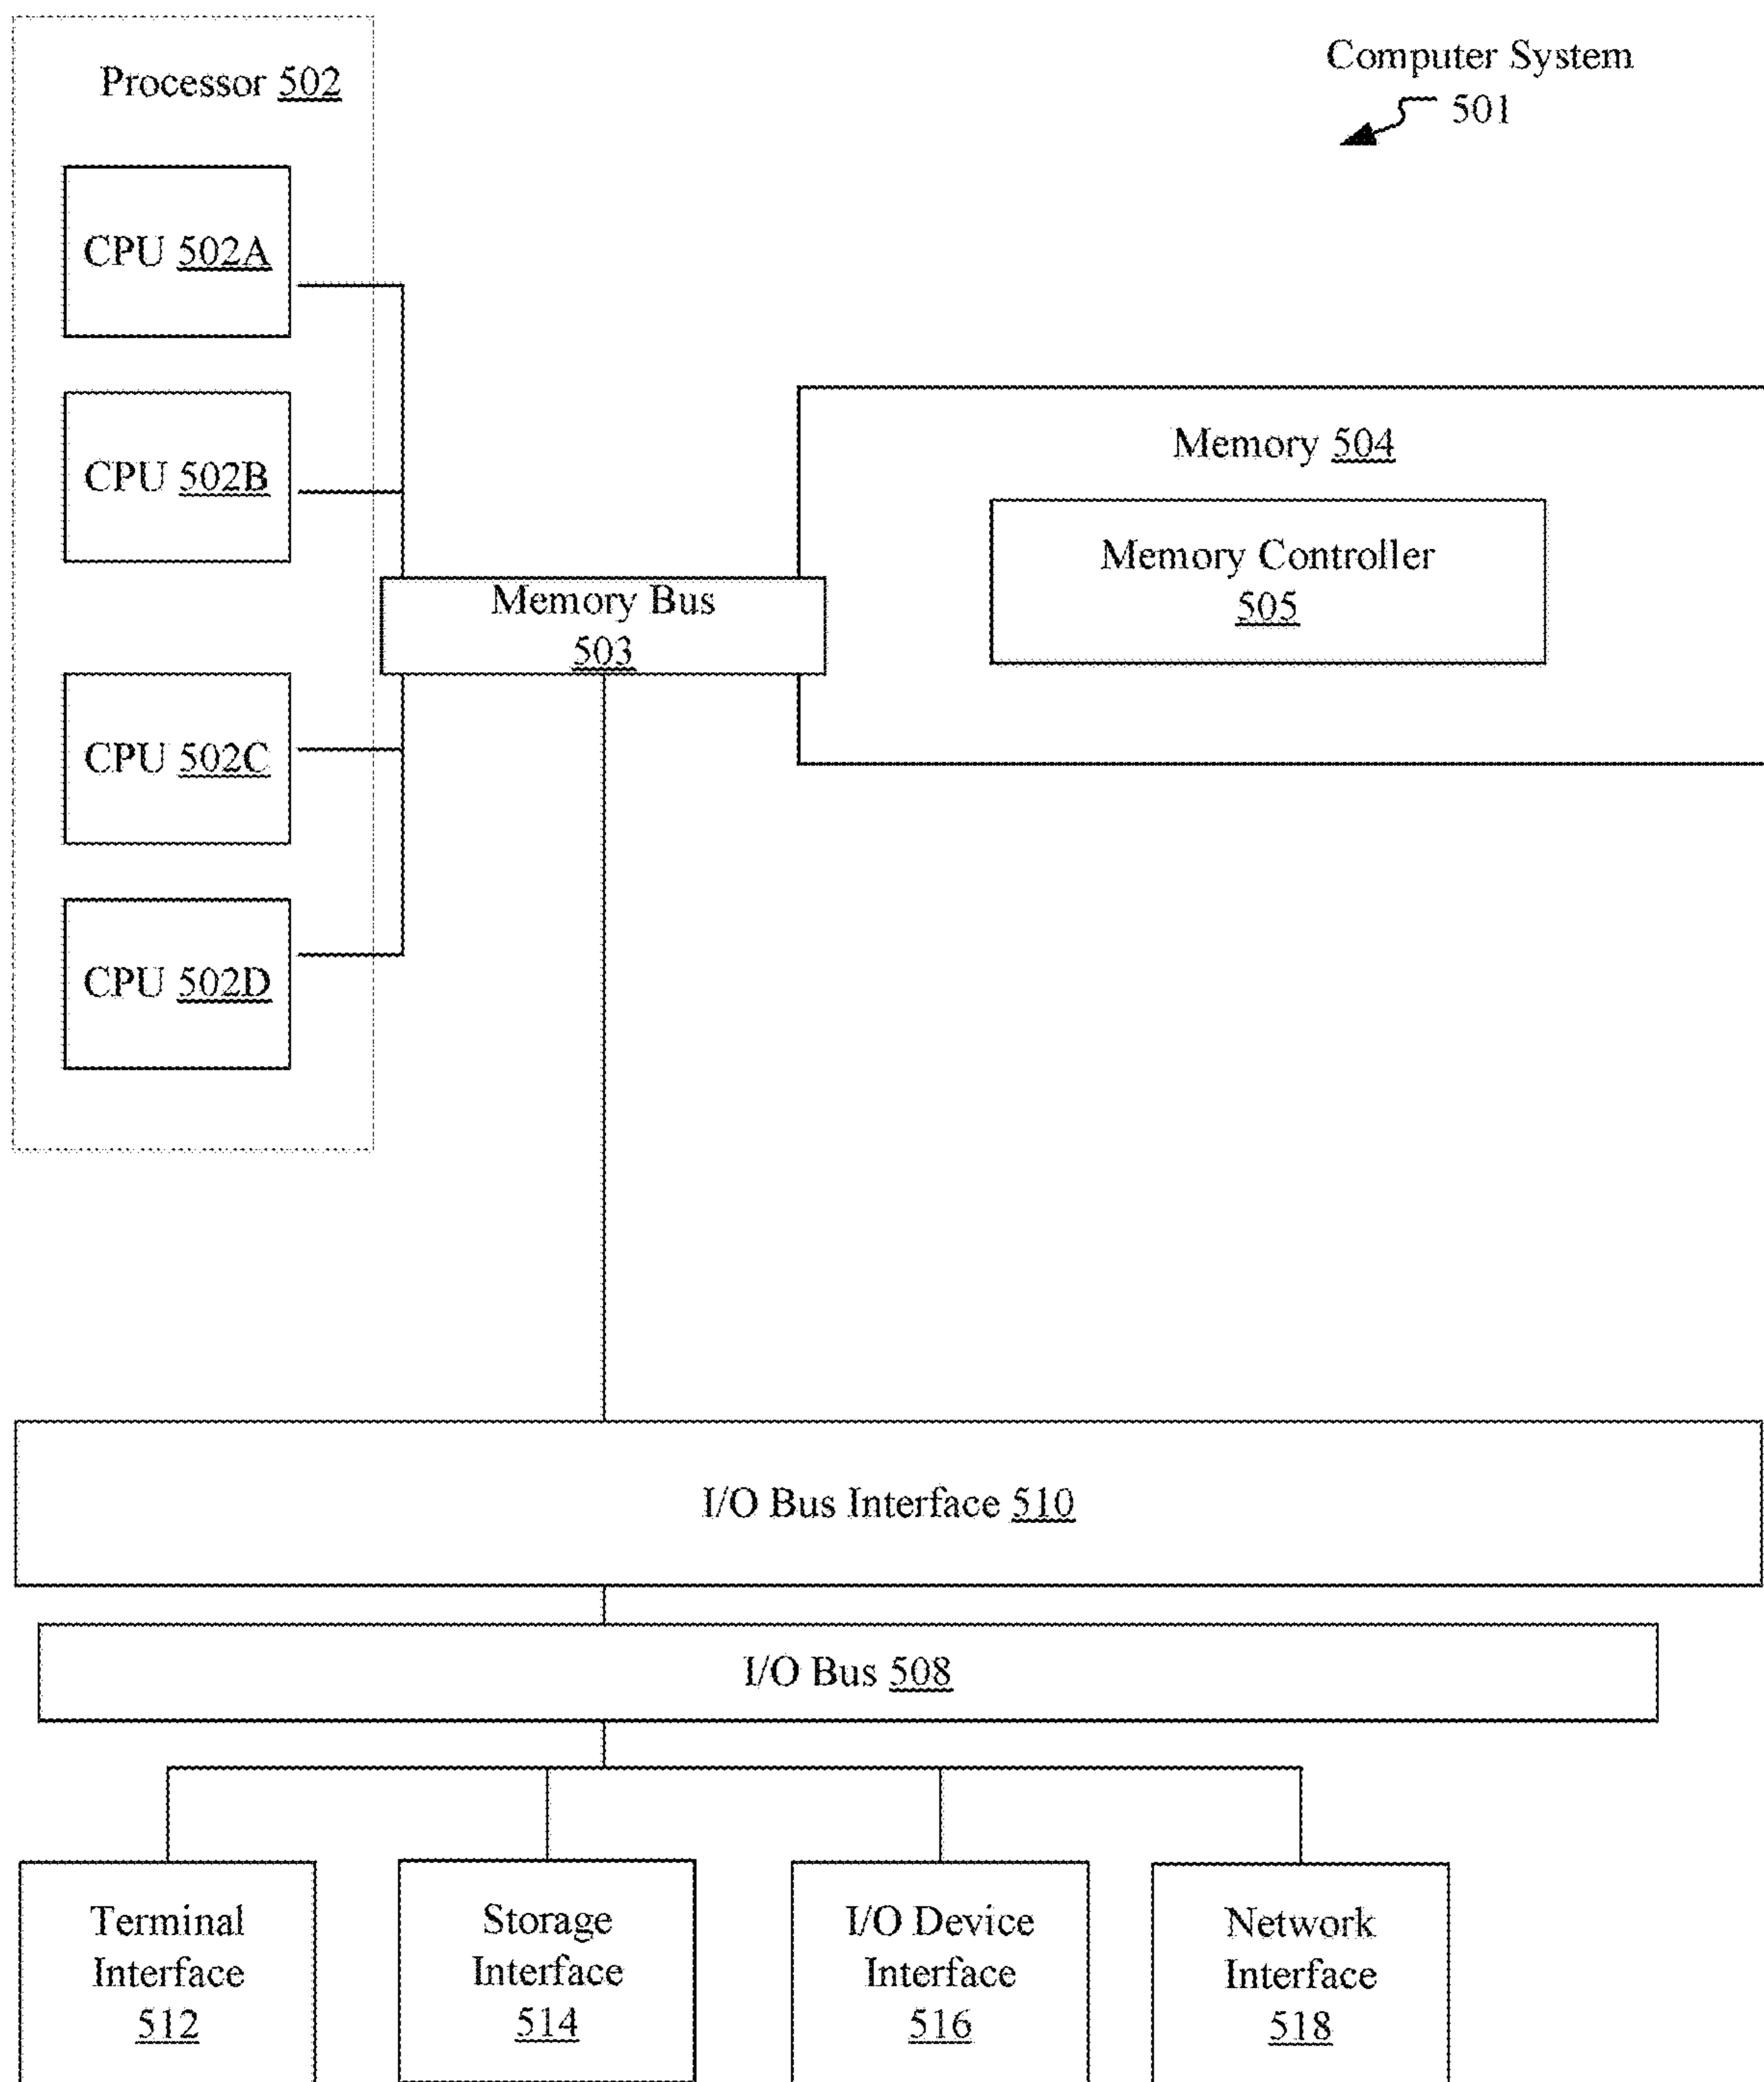 Processor 502
Computer System
501
CPU 502A
CPU 502B
Memory 504
Memory Controller
505
Memory Bus
503
CPU 502C
CPU 502D
I/O Bus Interface 510
I/O Bus 508
Terminal
Interface
512
Storage
Interface
514
I/O Device
Interface
516
Network
Interface
518